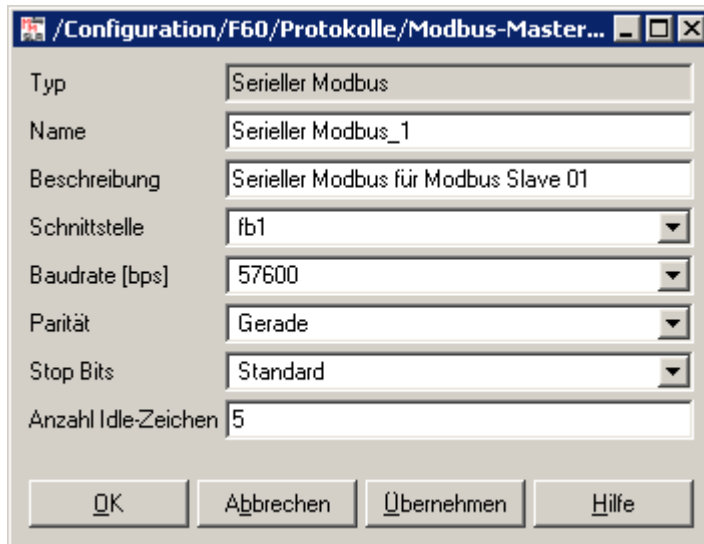 /Configuration/F60/Protokolle/Modbus-Master...
Typ Serieller Modbus
Name Serieller Modbus_1
Beschreibung Serieller Modbus für Modbus Slave 01
Schnittstelle fb1
Baudrate [bps] 57600
Parität Gerade
Stop Bits Standard
Anzahl Idle-Zeichen 5
OK Abbrechen Übernehmen Hilfe